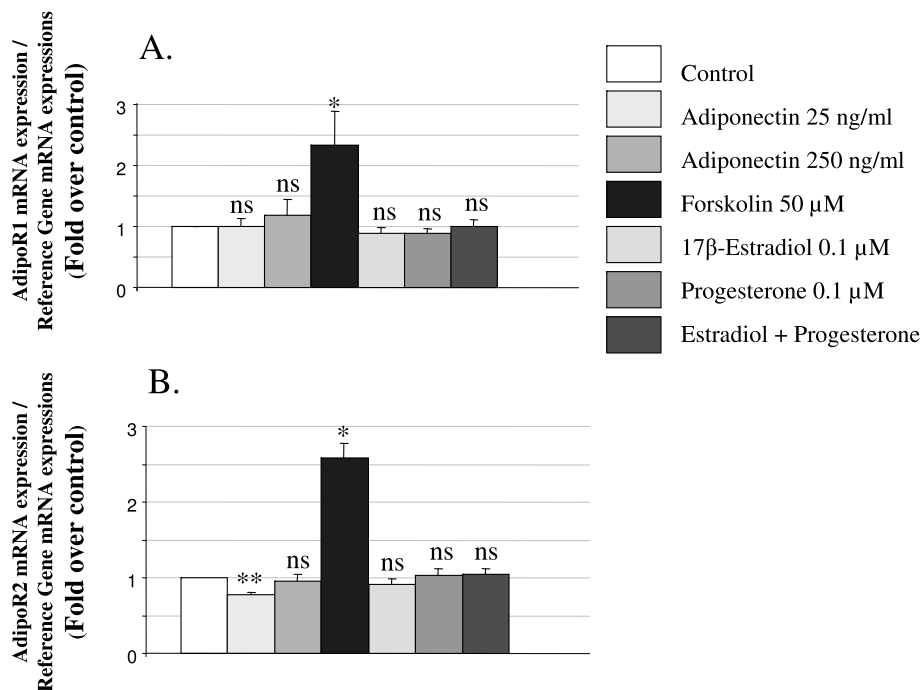 A.
AdipoR1 mRNA expression /
Reference Gene mRNA expressions
(Fold over control)
3
2
1
0
ns
ns
*
ns
ns
ns
Control
Adiponectin 25 ng/ml
Adiponectin 250 ng/ml
Forskolin 50 µM
17β-Estradiol 0.1 µM
Progesterone 0.1 µM
Estradiol + Progesterone
B.
AdipoR2 mRNA expression /
Reference Gene mRNA expressions
(Fold over control)
3
2
1
0
**
ns
*
ns
ns
ns